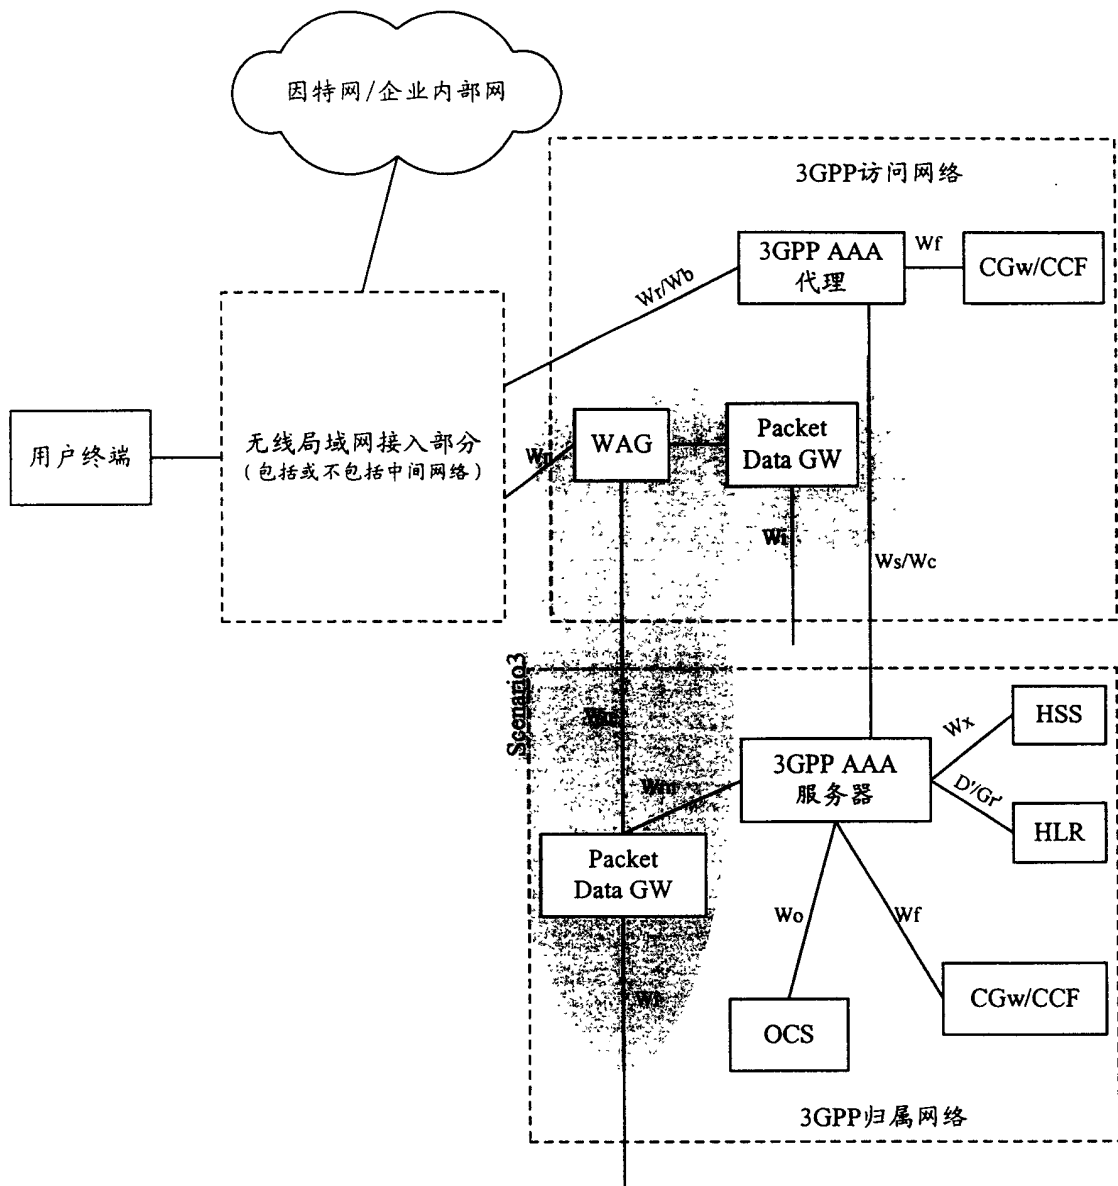 因特网/企业内部网
3GPP访问网络
3GPP AAA
代理
Wf
CGw/CCF
Wr/Wb
用户终端
无线局域网接入部分
(包括或不包括中间网络)
Wn
WAG
Packet
Data GW
Wi
Ws/Wc
Scenario3
Wm
3GPP AAA
服务器
Wx
HSS
D'/Gr'
HLR
Packet
Data GW
Wo
Wf
Wi
OCS
CGw/CCF
3GPP归属网络